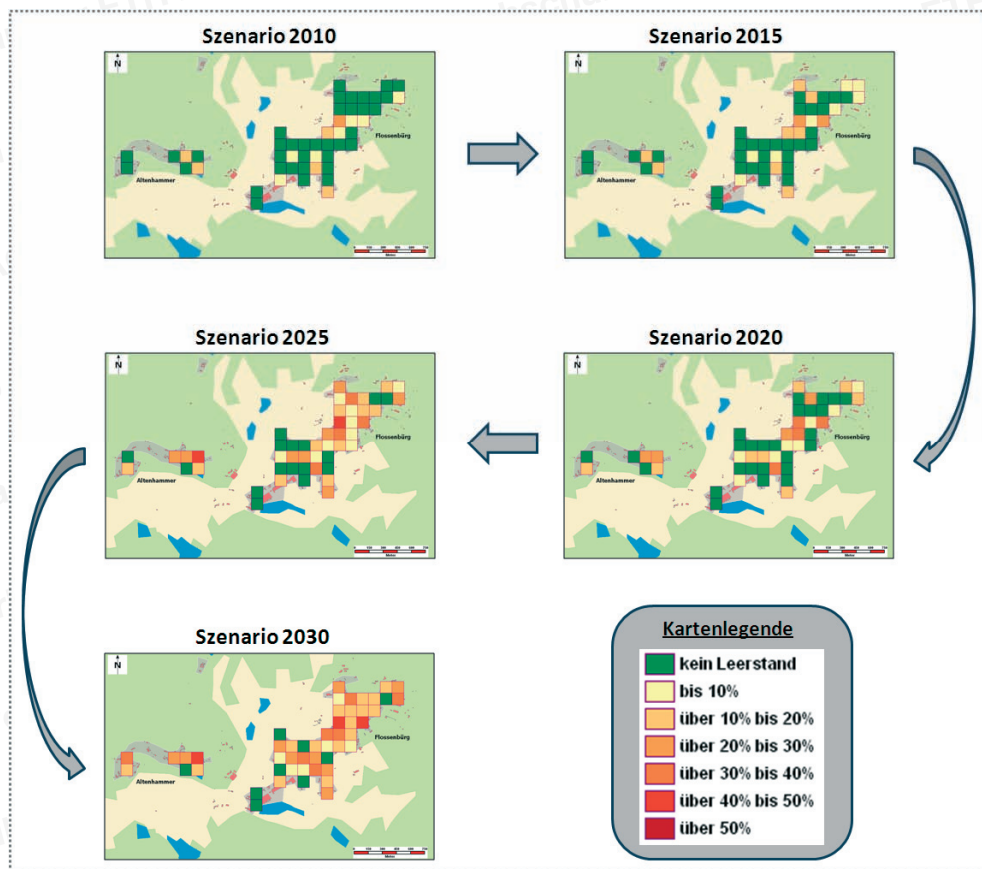 Szenario 2010
N
Flossenbürg
Altenhammer
Szenario 2015
N
Flossenbürg
Altenhammer
Szenario 2025
N
Flossenbürg
Altenhammer
Szenario 2020
N
Flossenbürg
Altenhammer
Szenario 2030
N
Flossenbürg
Altenhammer
Kartenlegende
kein Leerstand
bis 10%
über 10% bis 20%
über 20% bis 30%
über 30% bis 40%
über 40% bis 50%
über 50%